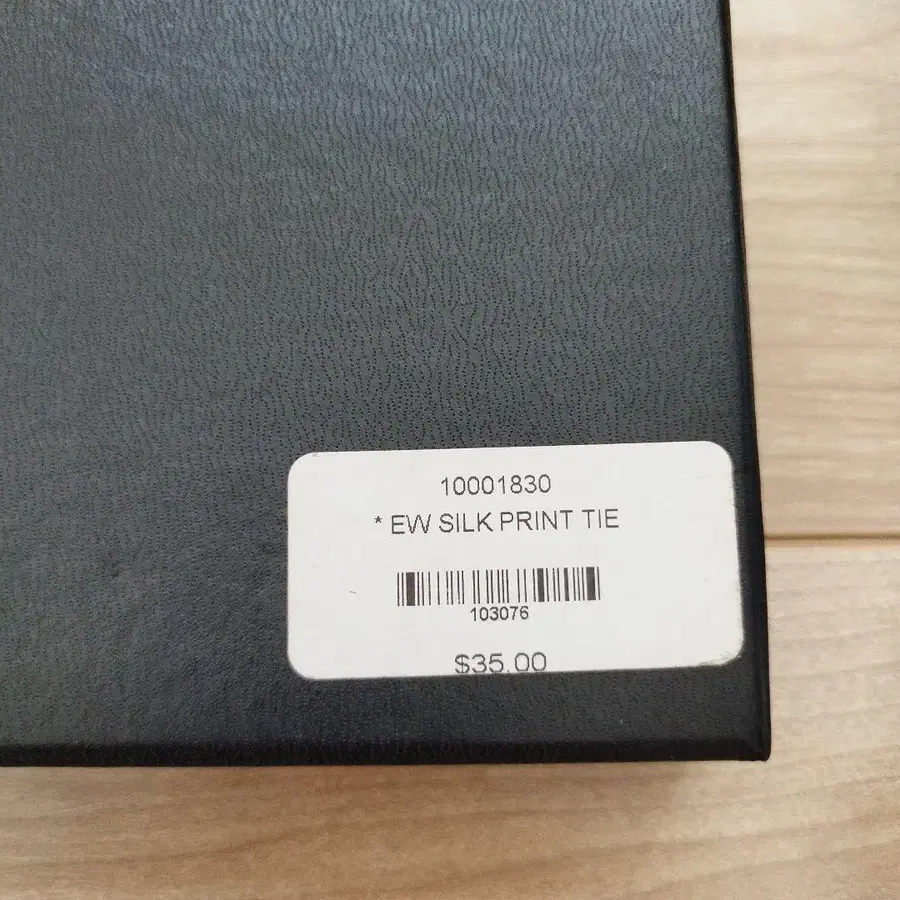 10001830
* EW SILK PRINT TIE
103076
$35.00